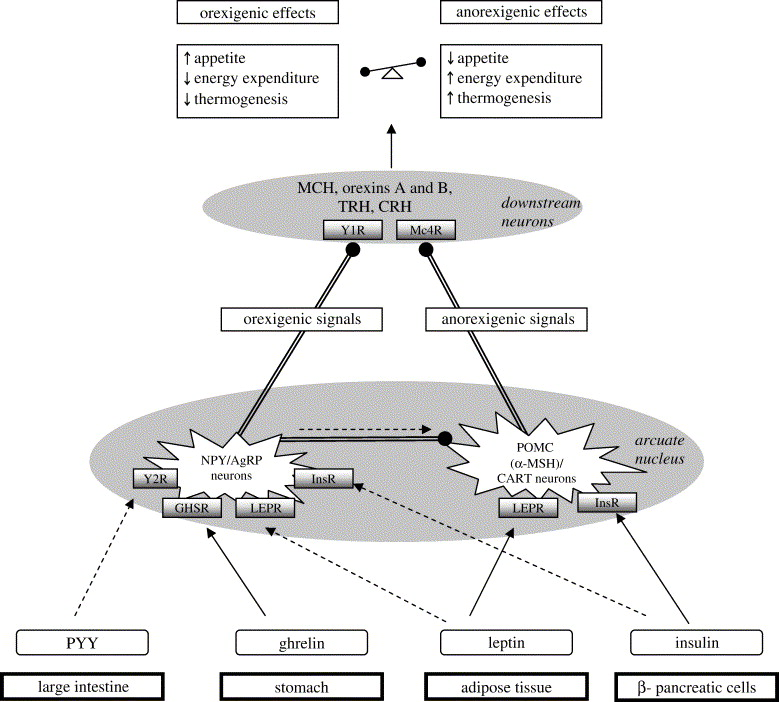 orexigenic effects
anorexigenic effects
↑ appetite
↓ energy expenditure
↓ thermogenesis
↓ appetite
↑ energy expenditure
↑ thermogenesis
MCH, orexins A and B,
TRH, CRH
downstream
neurons
Y1R
Mc4R
orexigenic signals
anorexigenic signals
arcuate
nucleus
NPY/AgRP
neurons
POMC
(α-MSH)/
CART neurons
Y2R
InsR
GHSR
LEPR
LEPR
InsR
PYY
ghrelin
leptin
insulin
large intestine
stomach
adipose tissue
β- pancreatic cells